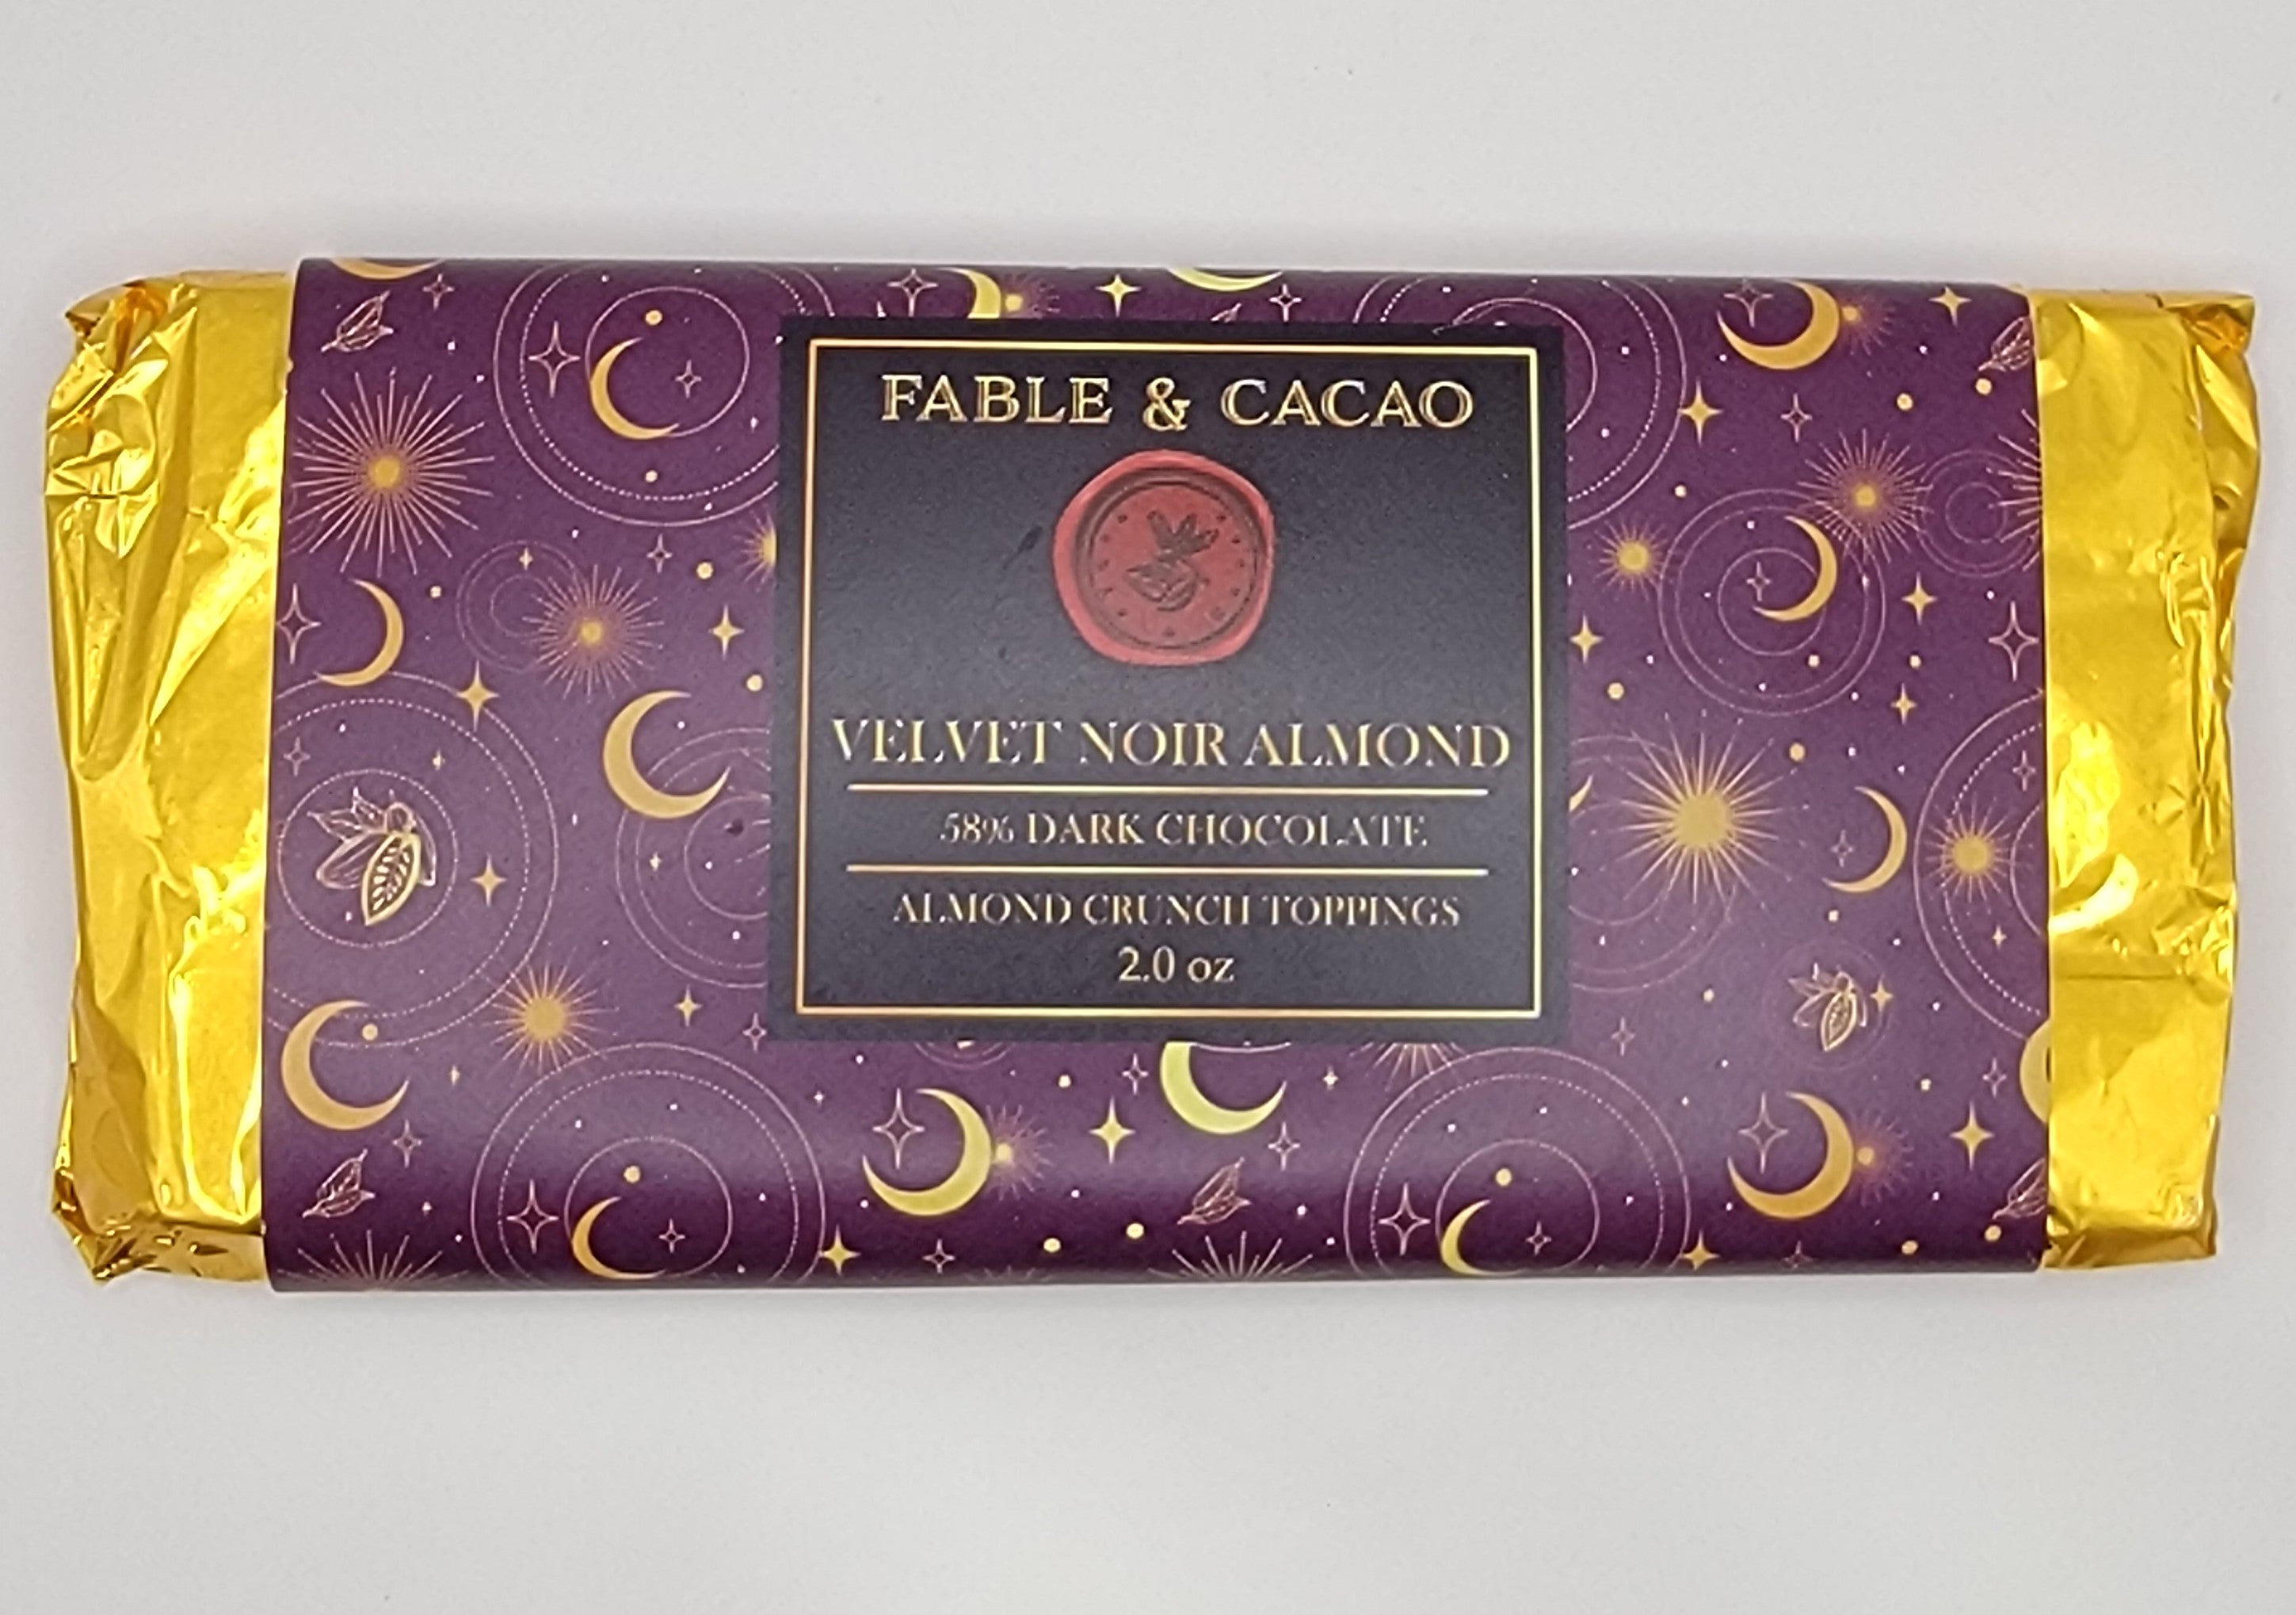 FABLE & CACAO
VELVET NOIR ALMOND
58% DARK CHOCOLATE
ALMOND CRUNCH TOPPINGS
2.0 oz